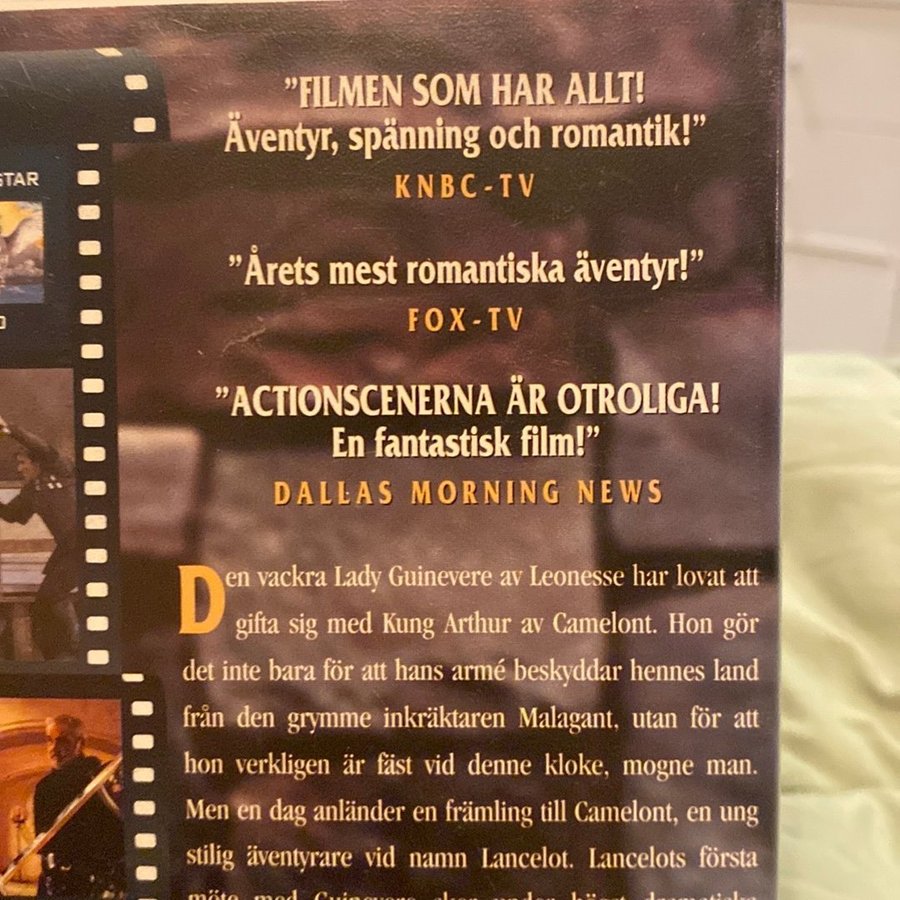 ”FILMEN SOM HAR ALLT!
Äventyr, spänning och romantik!”
KNBC-TV
”Årets mest romantiska äventyr!”
FOX-TV
”ACTIONSCENERNA ÄR OTROLIGA!
En fantastisk film!”
DALLAS MORNING NEWS
Den vackra Lady Guinevere av Leonesse har lovat att
gifta sig med Kung Arthur av Camelont. Hon gör
det inte bara för att hans armé beskyddar hennes land
från den grymme inkräktaren Malagant, utan för att
hon verkligen är fäst vid denne kloke, mogne man.
Men en dag anländer en främling till Camelont, en ung
stilig äventyrare vid namn Lancelot. Lancelots första